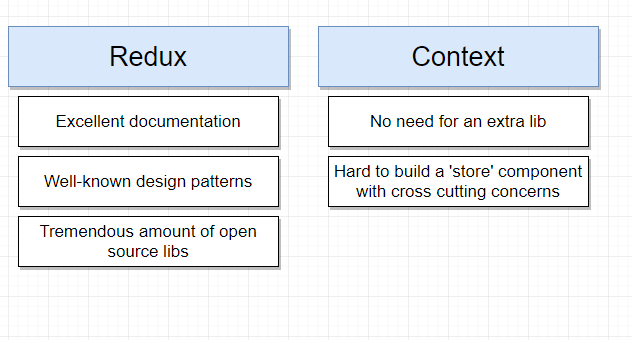 Redux
Excellent documentation
Well-known design patterns
Tremendous amount of open
source libs
Context
No need for an extra lib
Hard to build a 'store' component
with cross cutting concerns